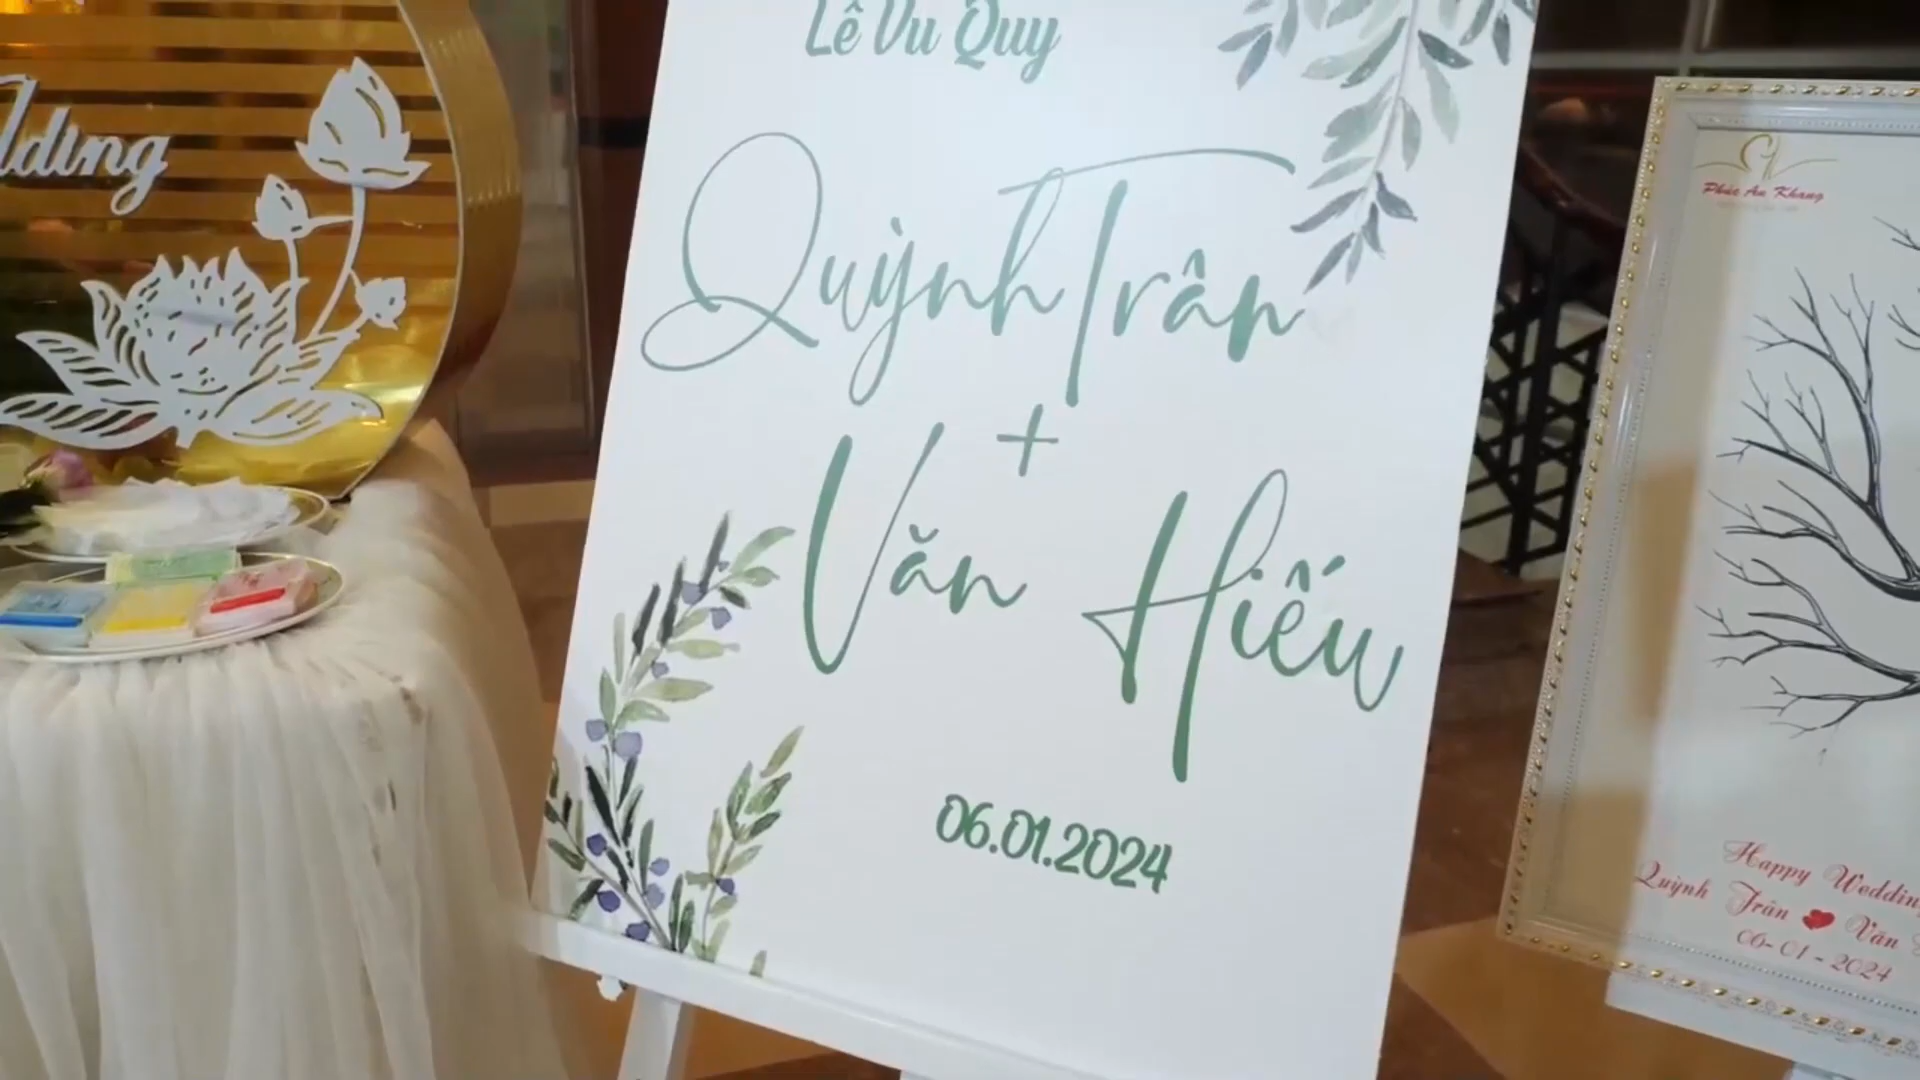 dding
Lễ Vu Quy
Quỳnh Trân
+
Văn Hiếu
06.01.2024
Phúc An Khang
Happy Wedding
Quỳnh Trân ❤ Văn
06-01-2024